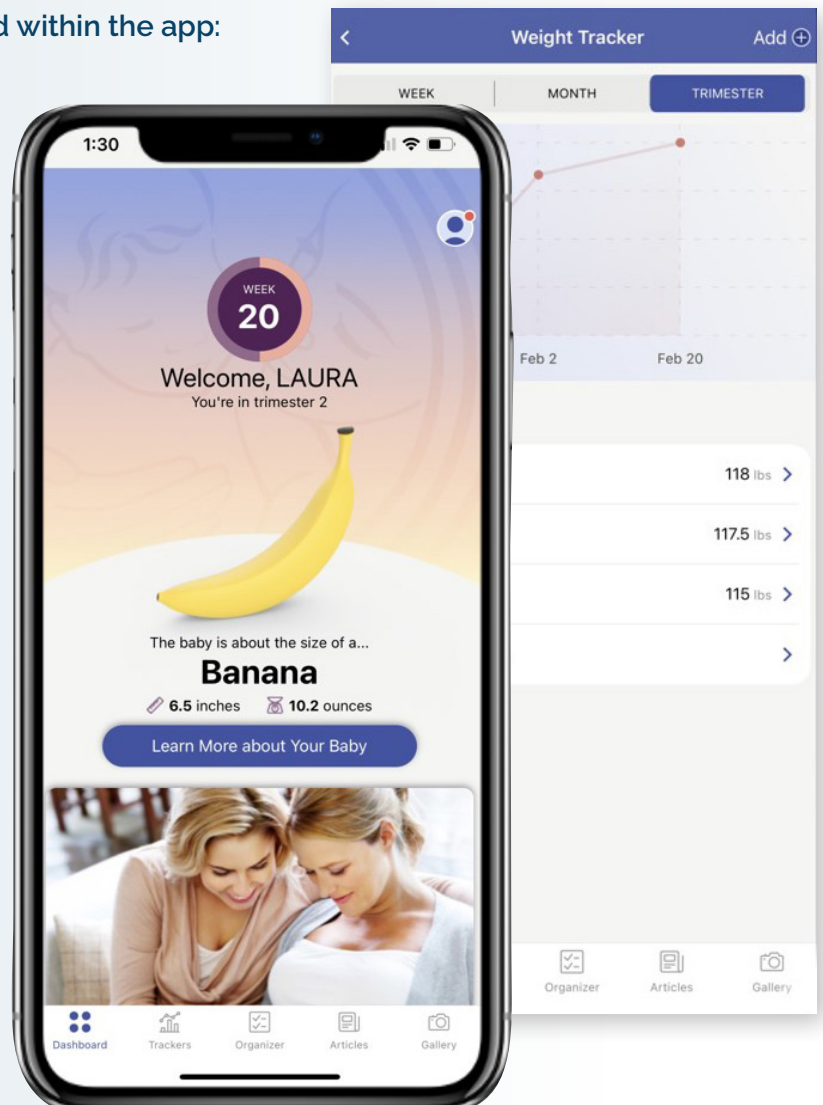 d within the app:
Weight Tracker
Add
WEEK MONTH TRIMESTER
Feb 2 Feb 20
118 lbs
117.5 lbs
115 lbs
Organizer Articles Gallery
1:30
WEEK
20
Welcome, LAURA
You're in trimester 2
The baby is about the size of a...
Banana
6.5 inches 10.2 ounces
Learn More about Your Baby
Dashboard Trackers Organizer Articles Gallery